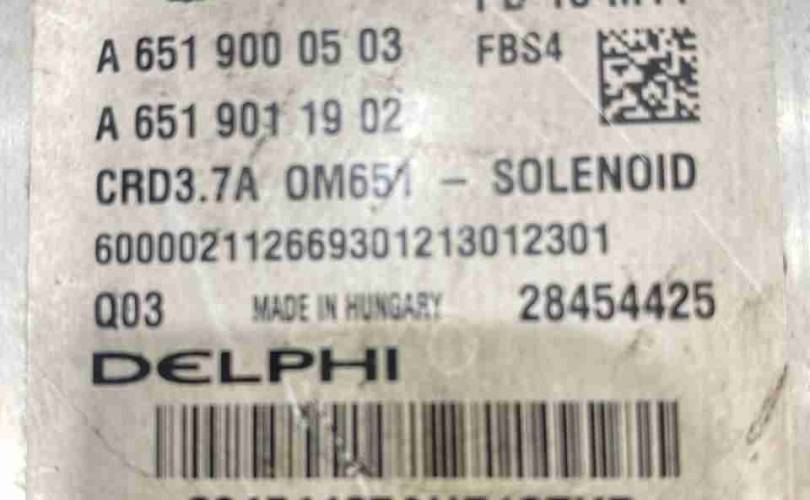 A 651 900 05 03 FBS4
A 651 901 19 02
CRD3.7A OM651 – SOLENOID
600002112669301213012301
Q03 MADE IN HUNGARY 28454425
DELPHI